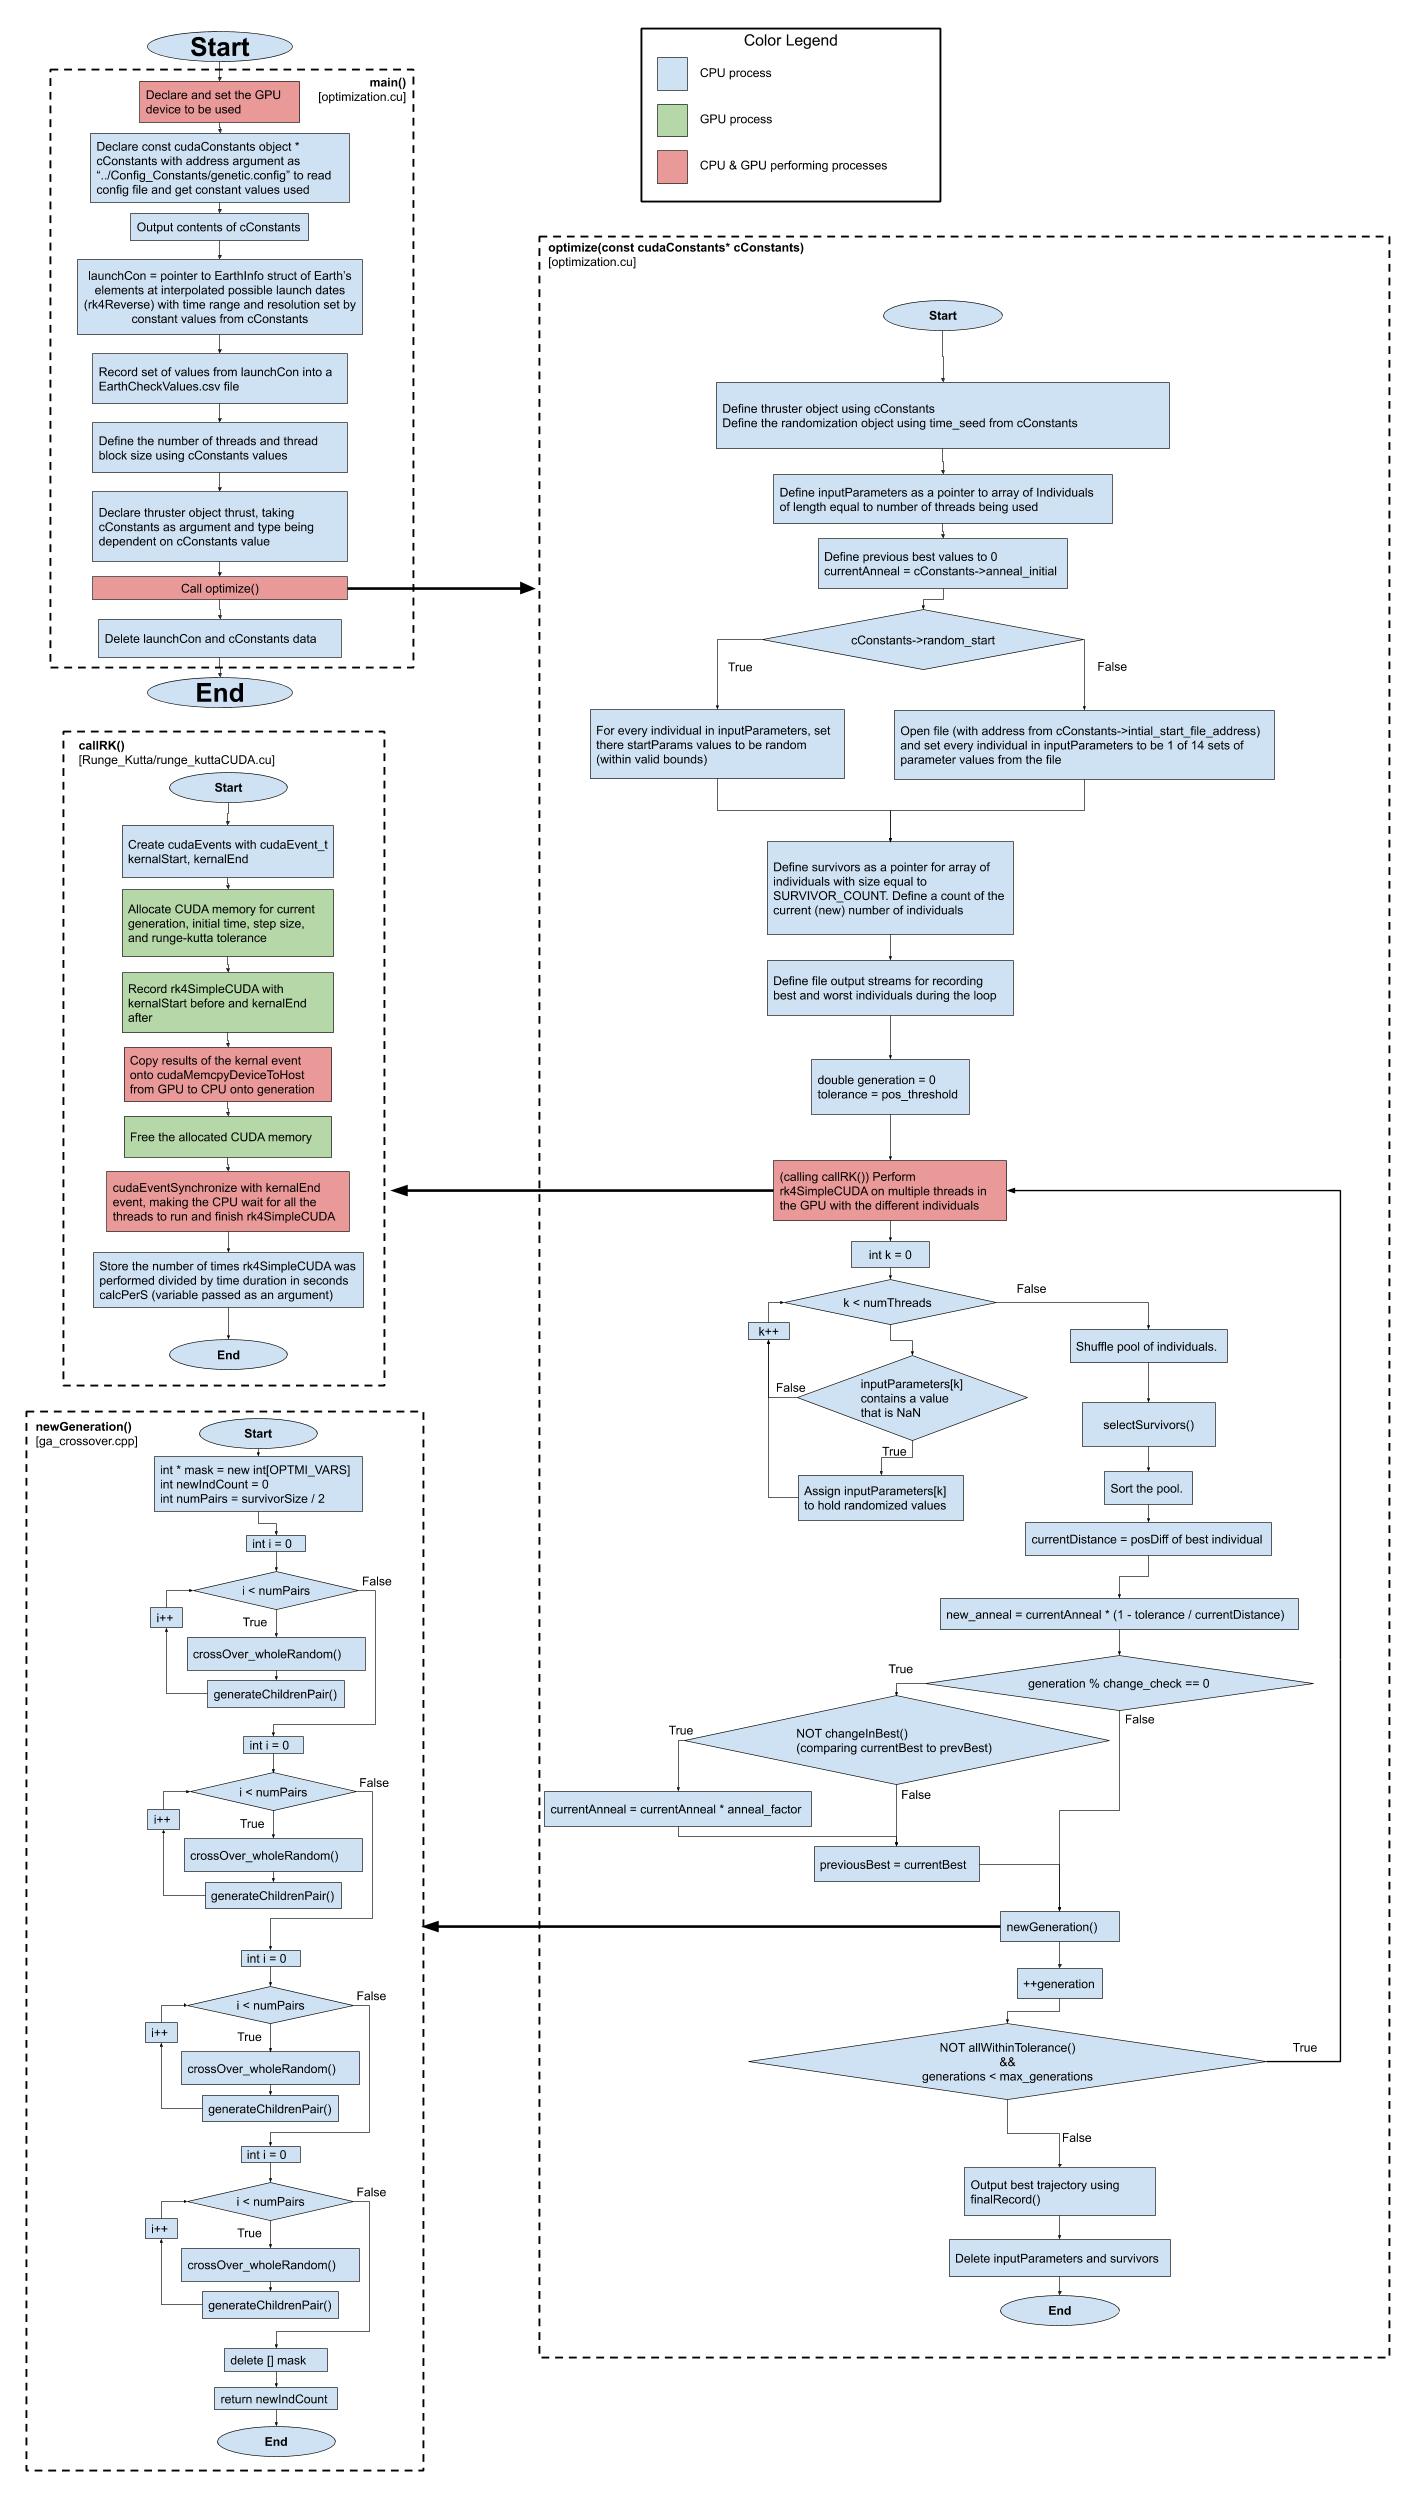 Start
main()
[optimization.cu]
Declare and set the GPU
device to be used
Declare const cudaConstants object *
cConstants with address argument as
“../Config_Constants/genetic.config” to read
config file and get constant values used
Output contents of cConstants
launchCon = pointer to EarthInfo struct of Earth’s
elements at interpolated possible launch dates
(rk4Reverse) with time range and resolution set by
constant values from cConstants
Record set of values from launchCon into a
EarthCheckValues.csv file
Define the number of threads and thread
block size using cConstants values
Declare thruster object thrust, taking
cConstants as argument and type being
dependent on cConstants value
Call optimize()
Delete launchCon and cConstants data
End
Color Legend
CPU process
GPU process
CPU & GPU performing processes
callRK()
[Runge_Kutta/runge_kuttaCUDA.cu]
Start
Create cudaEvents with cudaEvent_t
kernalStart, kernalEnd
Allocate CUDA memory for current
generation, initial time, step size,
and runge-kutta tolerance
Record rk4SimpleCUDA with
kernalStart before and kernalEnd
after
Copy results of the kernal event
onto cudaMemcpyDeviceToHost
from GPU to CPU onto generation
Free the allocated CUDA memory
cudaEventSynchronize with kernalEnd
event, making the CPU wait for all the
threads to run and finish rk4SimpleCUDA
Store the number of times rk4SimpleCUDA was
performed divided by time duration in seconds
calcPerS (variable passed as an argument)
End
newGeneration()
[ga_crossover.cpp]
Start
int * mask = new int[OPTMI_VARS]
int newIndCount = 0
int numPairs = survivorSize / 2
int i = 0
i < numPairs
False
i++
True
crossOver_wholeRandom()
generateChildrenPair()
int i = 0
i < numPairs
False
i++
True
crossOver_wholeRandom()
generateChildrenPair()
int i = 0
i < numPairs
False
i++
True
crossOver_wholeRandom()
generateChildrenPair()
int i = 0
i < numPairs
False
i++
True
crossOver_wholeRandom()
generateChildrenPair()
delete [] mask
return newIndCount
End
optimize(const cudaConstants* cConstants)
[optimization.cu]
Start
Define thruster object using cConstants
Define the randomization object using time_seed from cConstants
Define inputParameters as a pointer to array of Individuals
of length equal to number of threads being used
Define previous best values to 0
currentAnneal = cConstants->anneal_initial
cConstants->random_start
True
False
For every individual in inputParameters, set
there startParams values to be random
(within valid bounds)
Open file (with address from cConstants->intial_start_file_address)
and set every individual in inputParameters to be 1 of 14 sets of
parameter values from the file
Define survivors as a pointer for array of
individuals with size equal to
SURVIVOR_COUNT. Define a count of the
current (new) number of individuals
Define file output streams for recording
best and worst individuals during the loop
double generation = 0
tolerance = pos_threshold
(calling callRK()) Perform
rk4SimpleCUDA on multiple threads in
the GPU with the different individuals
int k = 0
k < numThreads
False
k++
inputParameters[k]
contains a value
that is NaN
False
True
Assign inputParameters[k]
to hold randomized values
Shuffle pool of individuals.
selectSurvivors()
Sort the pool.
currentDistance = posDiff of best individual
new_anneal = currentAnneal * (1 - tolerance / currentDistance)
generation % change_check == 0
True
False
NOT changeInBest()
(comparing currentBest to prevBest)
True
False
currentAnneal = currentAnneal * anneal_factor
previousBest = currentBest
newGeneration()
++generation
NOT allWithinTolerance()
&&
generations < max_generations
True
False
Output best trajectory using
finalRecord()
Delete inputParameters and survivors
End